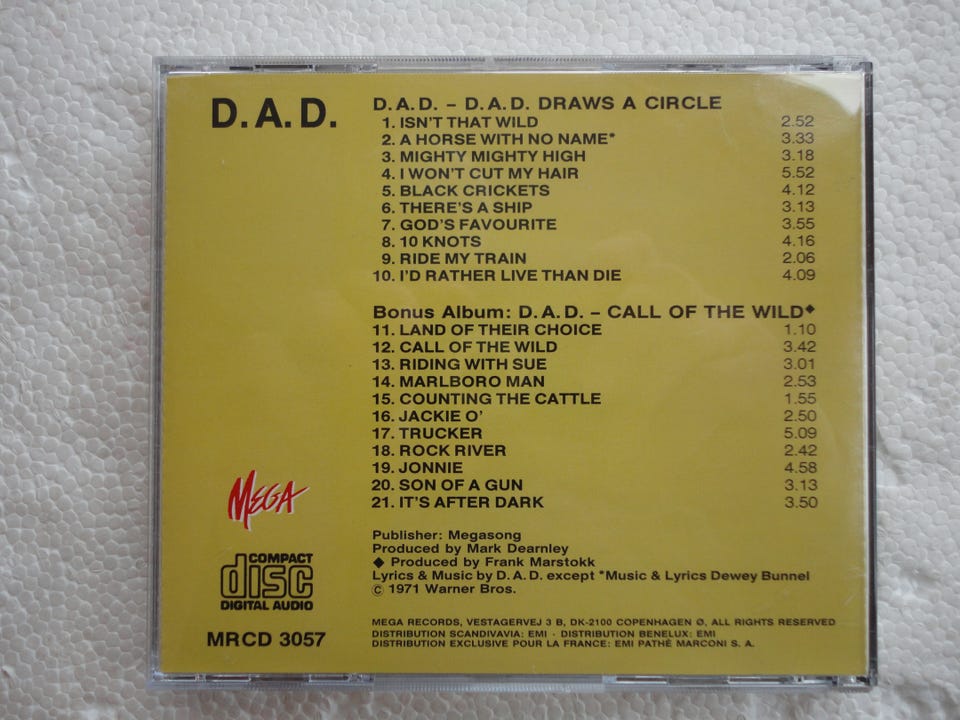 D.A.D.
D.A.D. – D.A.D. DRAWS A CIRCLE
1. ISN'T THAT WILD 2.52
2. A HORSE WITH NO NAME* 3.33
3. MIGHTY MIGHTY HIGH 3.18
4. I WON'T CUT MY HAIR 5.52
5. BLACK CRICKETS 4.12
6. THERE'S A SHIP 3.13
7. GOD'S FAVOURITE 3.55
8. 10 KNOTS 4.16
9. RIDE MY TRAIN 2.06
10. I'D RATHER LIVE THAN DIE 4.09
Bonus Album: D.A.D. – CALL OF THE WILD◆
11. LAND OF THEIR CHOICE 1.10
12. CALL OF THE WILD 3.42
13. RIDING WITH SUE 3.01
14. MARLBORO MAN 2.53
15. COUNTING THE CATTLE 1.55
16. JACKIE O' 2.50
17. TRUCKER 5.09
18. ROCK RIVER 2.42
19. JONNIE 4.58
20. SON OF A GUN 3.13
21. IT'S AFTER DARK 3.50
MEGA
COMPACT
disc
DIGITAL AUDIO
MRCD 3057
Publisher: Megasong
Produced by Mark Dearnley
◆ Produced by Frank Marstokk
Lyrics & Music by D.A.D. except *Music & Lyrics Dewey Bunnel
© 1971 Warner Bros.
MEGA RECORDS, VESTAGERVEJ 3 B, DK-2100 COPENHAGEN Ø, ALL RIGHTS RESERVED
DISTRIBUTION SCANDIVAVIA: EMI · DISTRIBUTION BENELUX: EMI
DISTRIBUTION EXCLUSIVE POUR LA FRANCE: EMI PATHÉ MARCONI S. A.